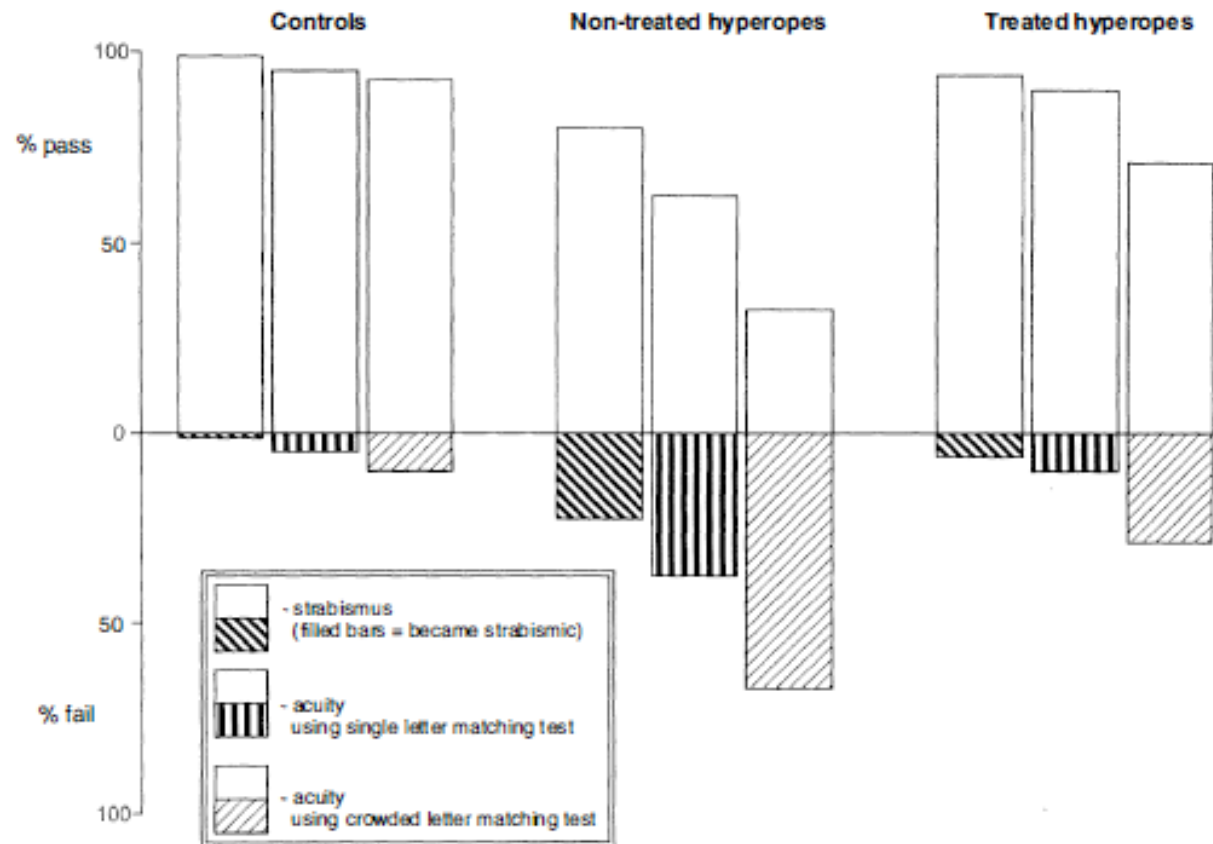 Controls
Non-treated hyperopes
Treated hyperopes
100
% pass
50
0
50
% fail
100
- strabismus
(filled bars = became strabismic)
- acuity
using single letter matching test
- acuity
using crowded letter matching test